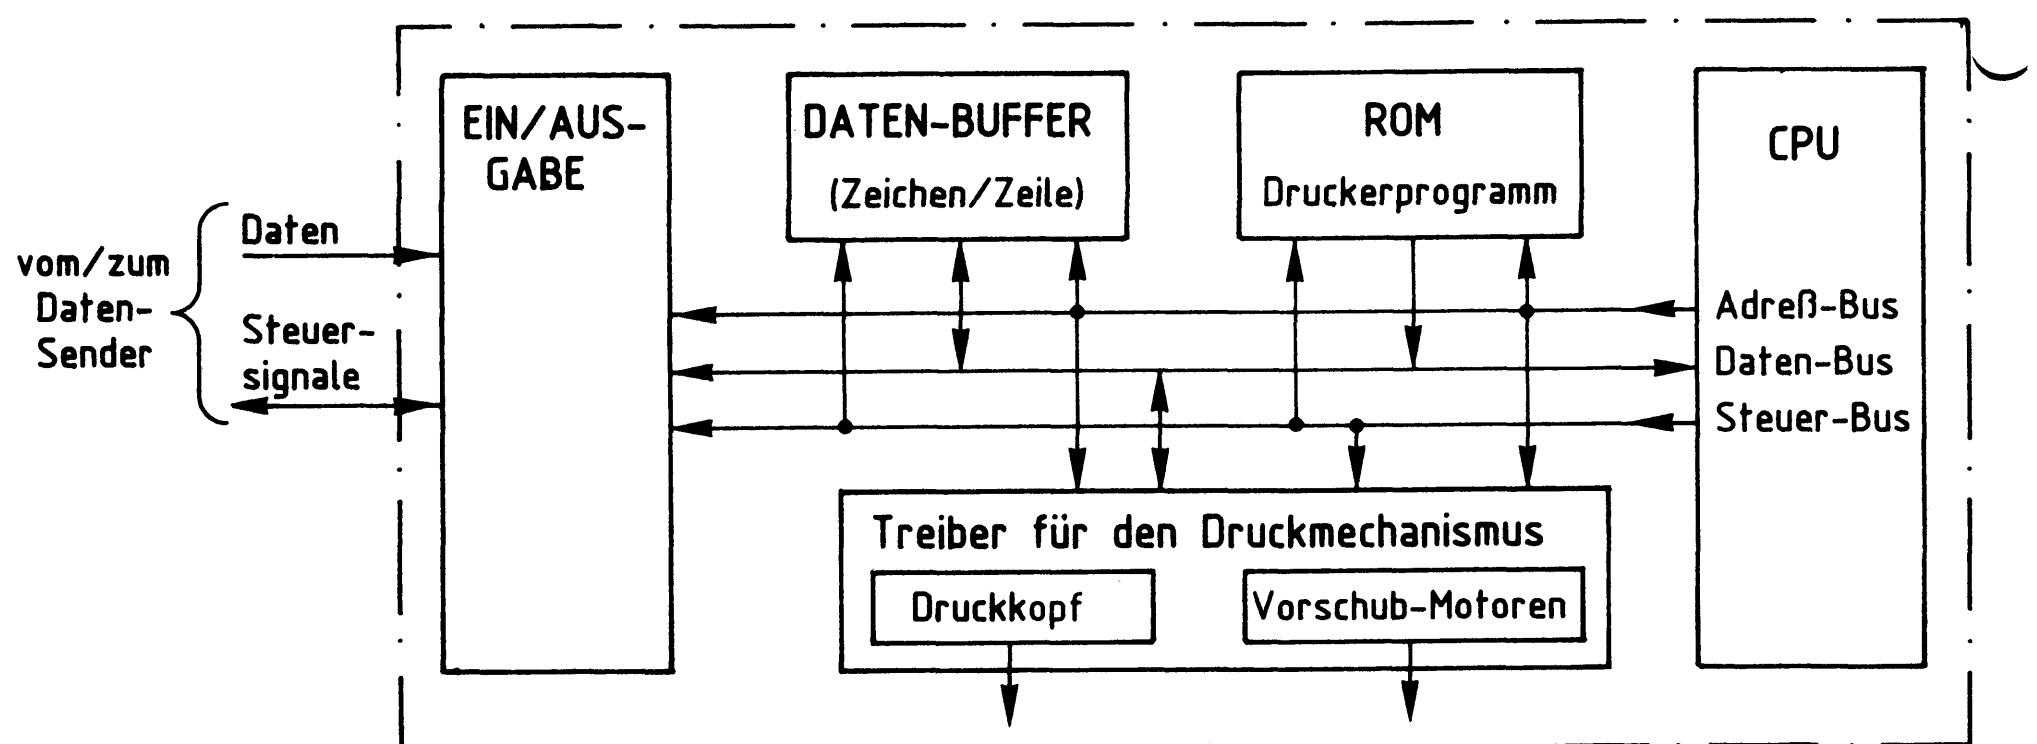 EIN/AUS-
GABE
DATEN-BUFFER
(Zeichen/Zeile)
ROM
Druckerprogramm
CPU
Daten
vom/zum
Daten-
Sender
Steuer-
signale
Adreß-Bus
Daten-Bus
Steuer-Bus
Treiber für den Druckmechanismus
Druckkopf
Vorschub-Motoren